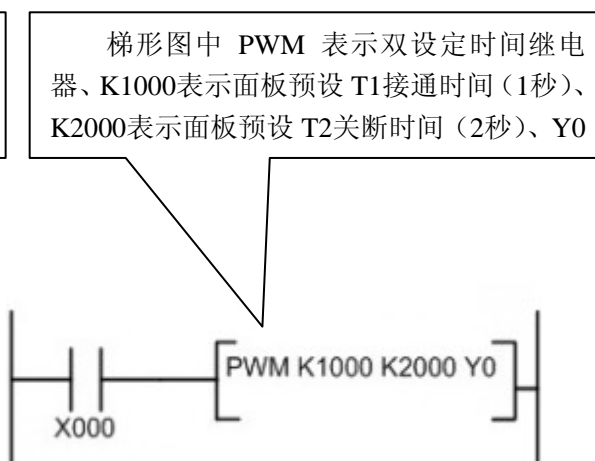 梯形图中 PWM 表示双设定时间继电
器、K1000表示面板预设 T1接通时间（1秒）、
K2000表示面板预设 T2关断时间（2秒）、Y0
PWM K1000 K2000 Y0
X000